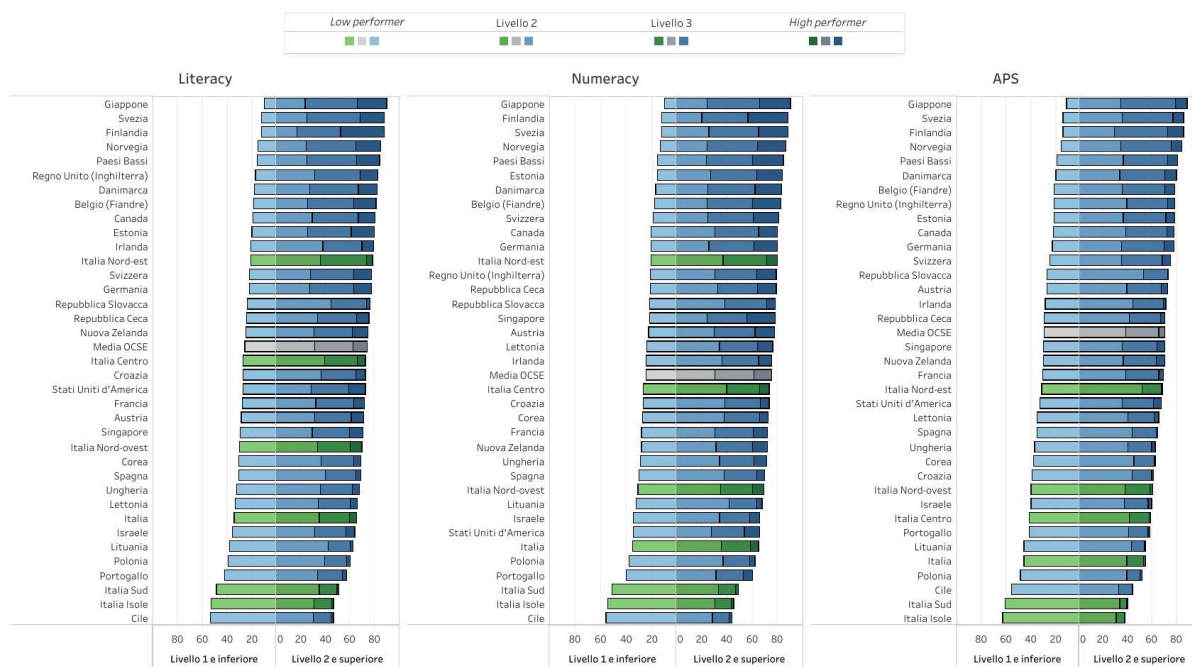 Low performer Livello 2 Livello 3 High performer
Literacy
Giappone
Svezia
Finlandia
Norvegia
Paesi Bassi
Regno Unito (Inghilterra)
Danimarca
Belgio (Fiandre)
Canada
Estonia
Irlanda
Italia Nord-est
Svizzera
Germania
Repubblica Slovacca
Repubblica Ceca
Nuova Zelanda
Media OCSE
Italia Centro
Croazia
Stati Uniti d'America
Francia
Austria
Singapore
Italia Nord-ovest
Corea
Spagna
Ungheria
Lettonia
Italia
Israele
Lituania
Polonia
Portogallo
Italia Sud
Italia Isole
Cile
80 60 40 20 0 20 40 60 80
Livello 1 e inferiore Livello 2 e superiore
Numeracy
Giappone
Finlandia
Svezia
Norvegia
Paesi Bassi
Estonia
Danimarca
Belgio (Fiandre)
Svizzera
Canada
Germania
Italia Nord-est
Regno Unito (Inghilterra)
Repubblica Ceca
Repubblica Slovacca
Singapore
Austria
Lettonia
Irlanda
Media OCSE
Italia Centro
Croazia
Corea
Francia
Nuova Zelanda
Ungheria
Spagna
Italia Nord-ovest
Lituania
Israele
Stati Uniti d'America
Italia
Polonia
Portogallo
Italia Sud
Italia Isole
Cile
80 60 40 20 0 20 40 60 80
Livello 1 e inferiore Livello 2 e superiore
APS
Giappone
Svezia
Finlandia
Norvegia
Paesi Bassi
Danimarca
Belgio (Fiandre)
Regno Unito (Inghilterra)
Estonia
Canada
Germania
Svizzera
Repubblica Slovacca
Austria
Irlanda
Repubblica Ceca
Media OCSE
Singapore
Nuova Zelanda
Francia
Italia Nord-est
Stati Uniti d'America
Lettonia
Spagna
Ungheria
Corea
Croazia
Italia Nord-ovest
Israele
Italia Centro
Portogallo
Lituania
Italia
Polonia
Cile
Italia Sud
Italia Isole
80 60 40 20 0 20 40 60 80
Livello 1 e inferiore Livello 2 e superiore